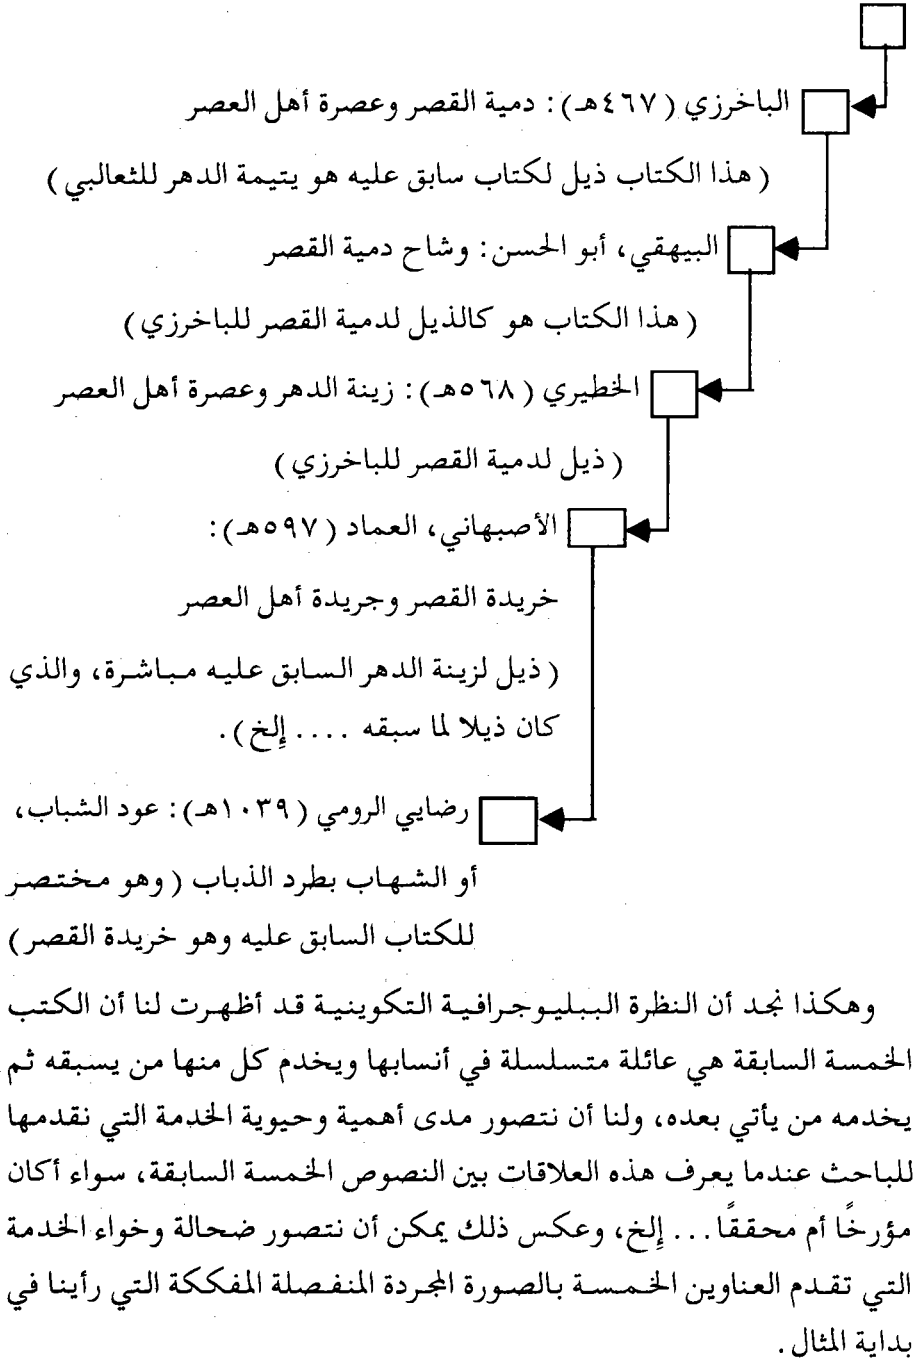 الباخرزي (٤٦٧هـ): دمية القصر وعصرة أهل العصر
(هذا الكتاب ذيل لكتاب سابق عليه هو يتيمة الدهر للثعالبي)
البيهقي، أبو الحسن: وشاح دمية القصر
(هذا الكتاب هو كالذيل لدمية القصر للباخرزي)
الخطيري (٥٦٨هـ): زينة الدهر وعصرة أهل العصر
(ذيل لدمية القصر للباخرزي)
الأصبهاني، العماد (٥٩٧هـ):
خريدة القصر وجريدة أهل العصر
(ذيل لزينة الدهر السابق عليه مباشرة، والذي
كان ذيلا لما سبقه .... إلخ).
رضايي الرومي (١٠٣٩هـ): عود الشباب،
أو الشهاب بطرد الذباب (وهو مختصر
للكتاب السابق عليه وهو خريدة القصر)
وهكذا نجد أن النظرة الببليوجرافية التكوينية قد أظهرت لنا أن الكتب
الخمسة السابقة هي عائلة متسلسلة في أنسابها ويخدم كل منها من يسبقه ثم
يخدمه من يأتي بعده، ولنا أن نتصور مدى أهمية وحيوية الخدمة التي نقدمها
للباحث عندما يعرف هذه العلاقات بين النصوص الخمسة السابقة، سواء أكان
مؤرخًا أم محققًا... إلخ، وعكس ذلك يمكن أن نتصور ضحالة وخواء الخدمة
التي تقدم العناوين الخمسة بالصورة المجردة المنفصلة المفككة التي رأينا في
بداية المثال.